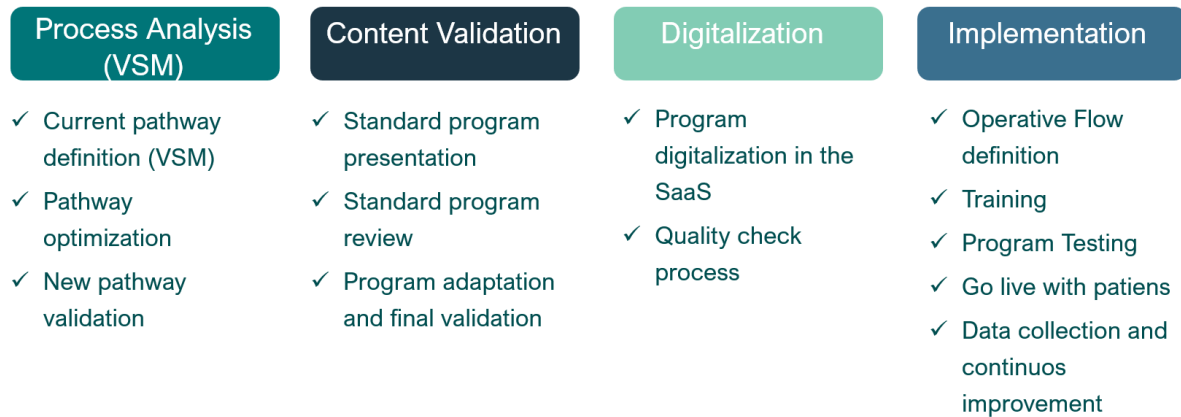 Process Analysis
(VSM)
✓ Current pathway
definition (VSM)
✓ Pathway
optimization
✓ New pathway
validation
Content Validation
✓ Standard program
presentation
✓ Standard program
review
✓ Program adaptation
and final validation
Digitalization
✓ Program
digitalization in the
SaaS
✓ Quality check
process
Implementation
✓ Operative Flow
definition
✓ Training
✓ Program Testing
✓ Go live with patiens
✓ Data collection and
continuos
improvement